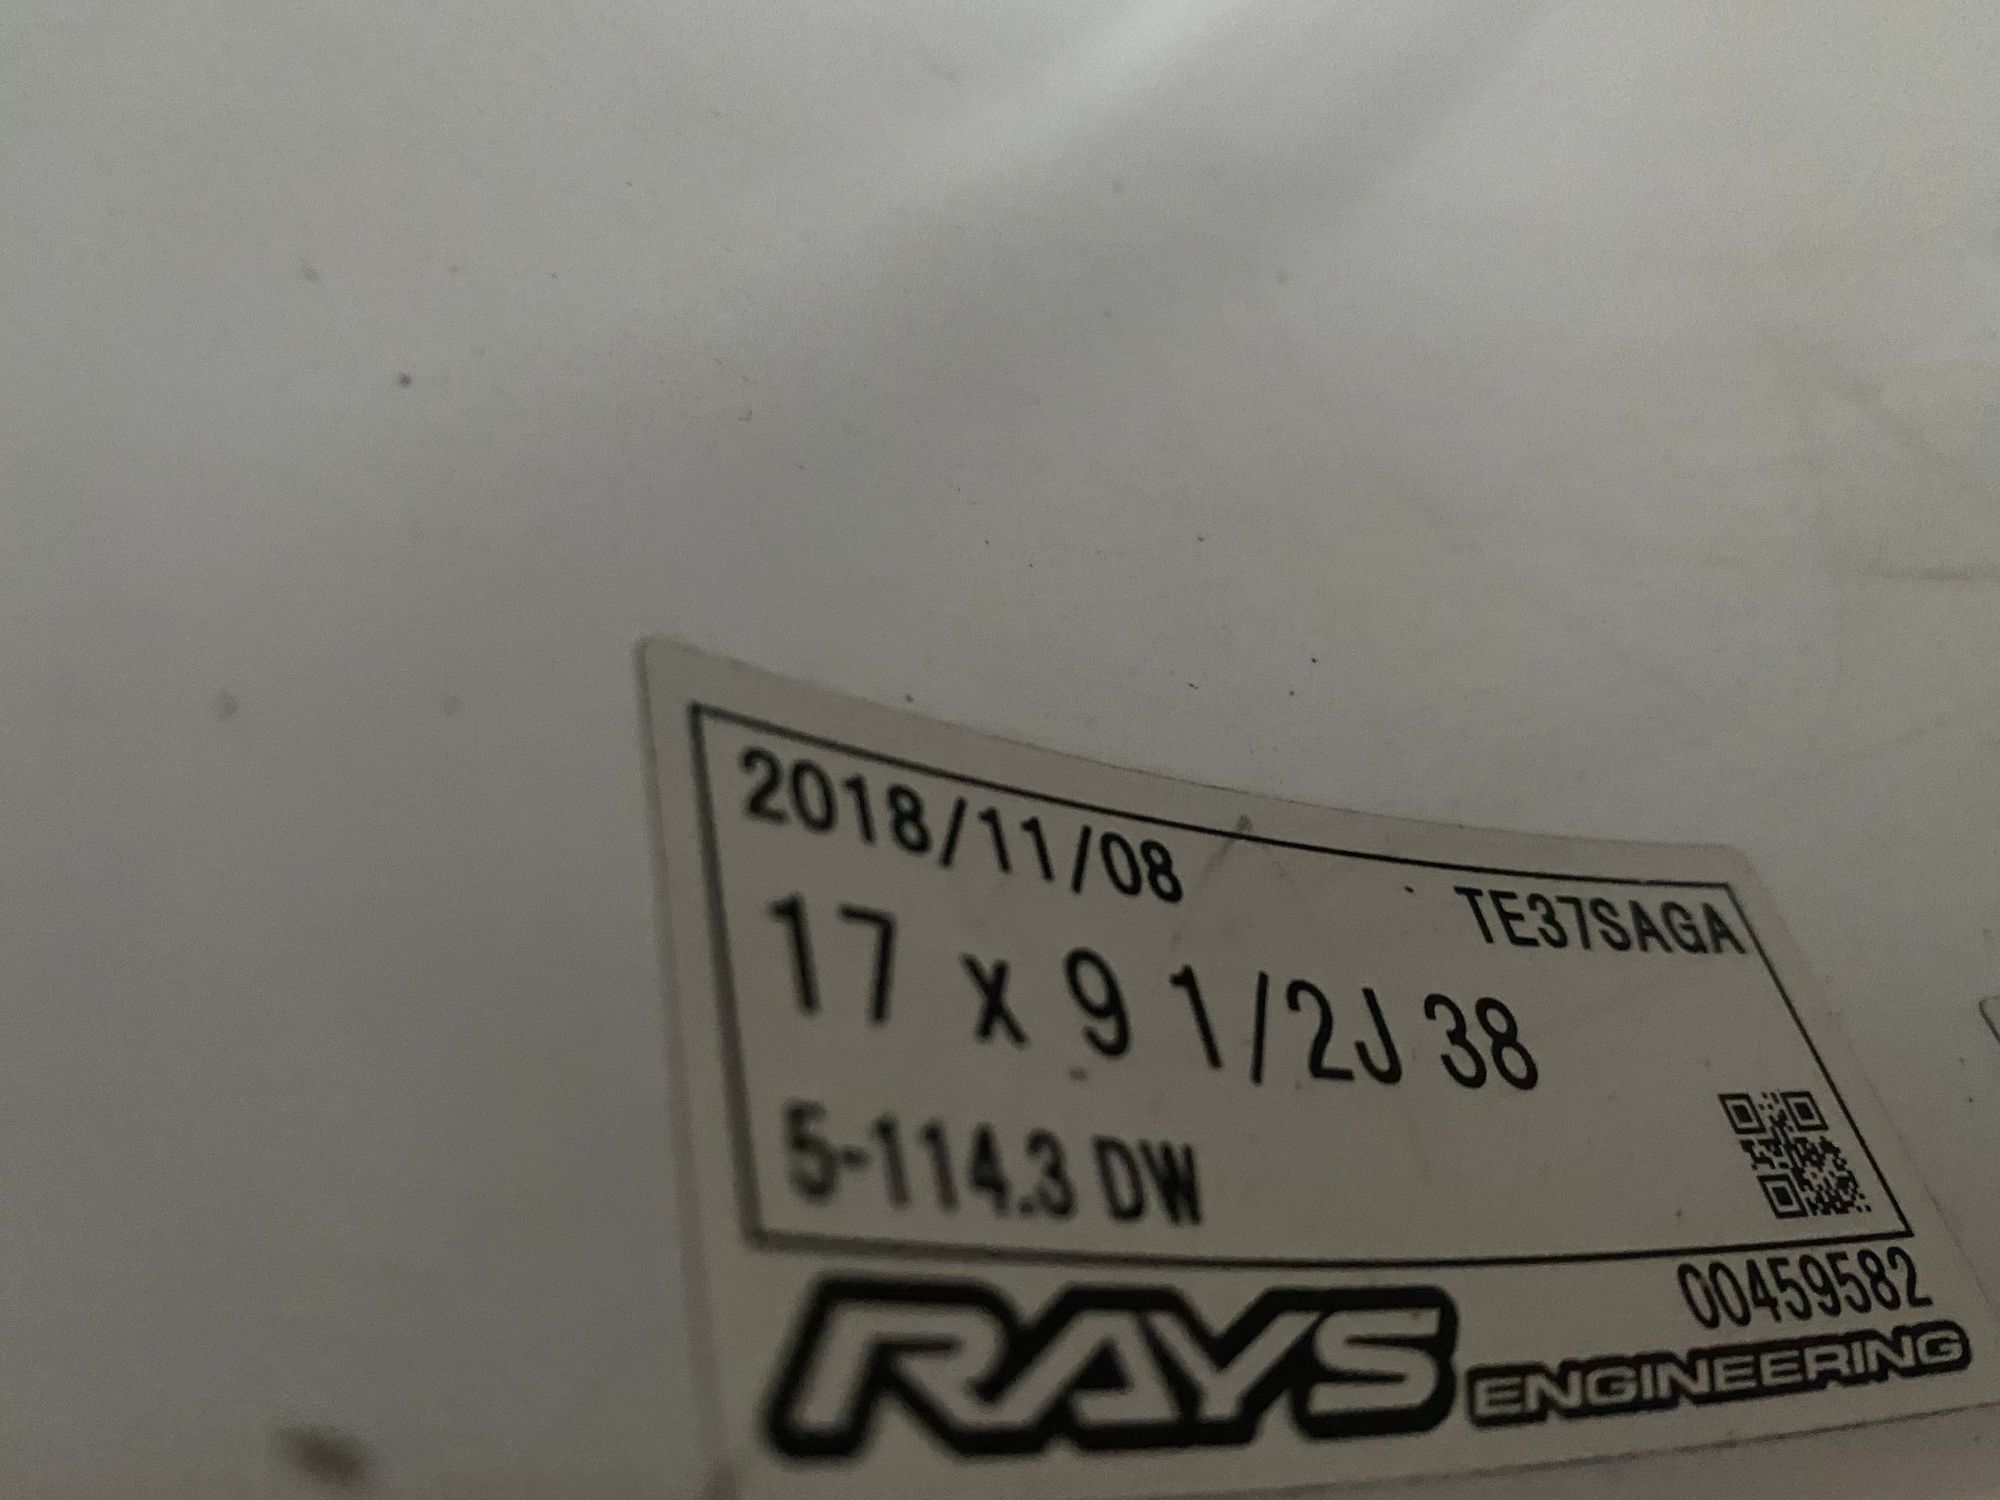 2018/11/08
TE37SAGA
17 x 9 1/2J 38
5-114.3 DW
00459582
RAYS ENGINEERING